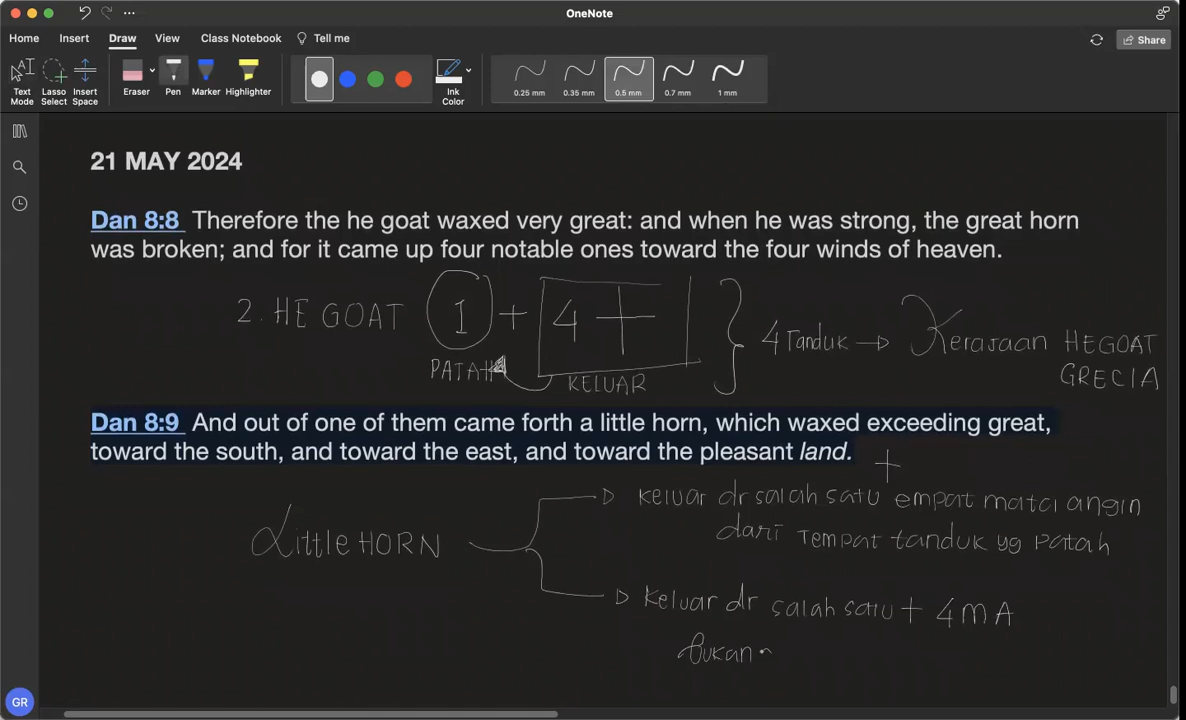 OneNote
Home Insert Draw View Class Notebook Tell me Share
Text Mode Lasso Select Insert Space Eraser Pen Marker Highlighter Ink Color 0.25 mm 0.35 mm 0.5 mm 0.7 mm 1 mm
21 MAY 2024
Dan 8:8 Therefore the he goat waxed very great: and when he was strong, the great horn
was broken; and for it came up four notable ones toward the four winds of heaven.
2. HE GOAT 1 + 4 + } 4 Tanduk → Kerajaan HEGOAT
GRECIA
PATAH KELUAR
Dan 8:9 And out of one of them came forth a little horn, which waxed exceeding great,
toward the south, and toward the east, and toward the pleasant land.
+
keluar dr salah satu empat mata angin
dari tempat tanduk yg patah
Little HORN
keluar dr salah satu + 4 MA
bukan
GR